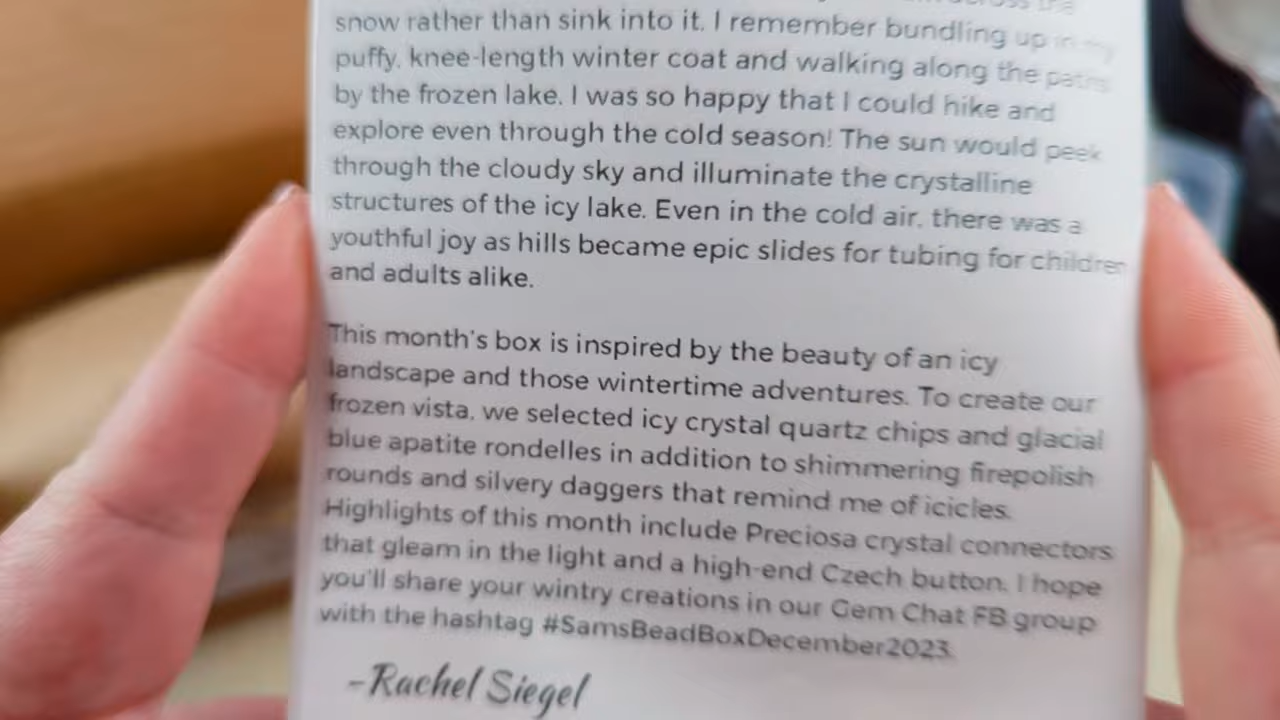 snow rather than sink into it. I remember bundling up in my
puffy, knee-length winter coat and walking along the paths
by the frozen lake. I was so happy that I could hike and
explore even through the cold season! The sun would peek
through the cloudy sky and illuminate the crystalline
structures of the icy lake. Even in the cold air, there was a
youthful joy as hills became epic slides for tubing for children
and adults alike.
This month's box is inspired by the beauty of an icy
landscape and those wintertime adventures. To create our
frozen vista, we selected icy crystal quartz chips and glacial
blue apatite rondelles in addition to shimmering firepolish
rounds and silvery daggers that remind me of icicles.
Highlights of this month include Preciosa crystal connectors
that gleam in the light and a high-end Czech button. I hope
you'll share your wintry creations in our Gem Chat FB group
with the hashtag #SamsBeadBoxDecember2023.
-Rachel Siegel